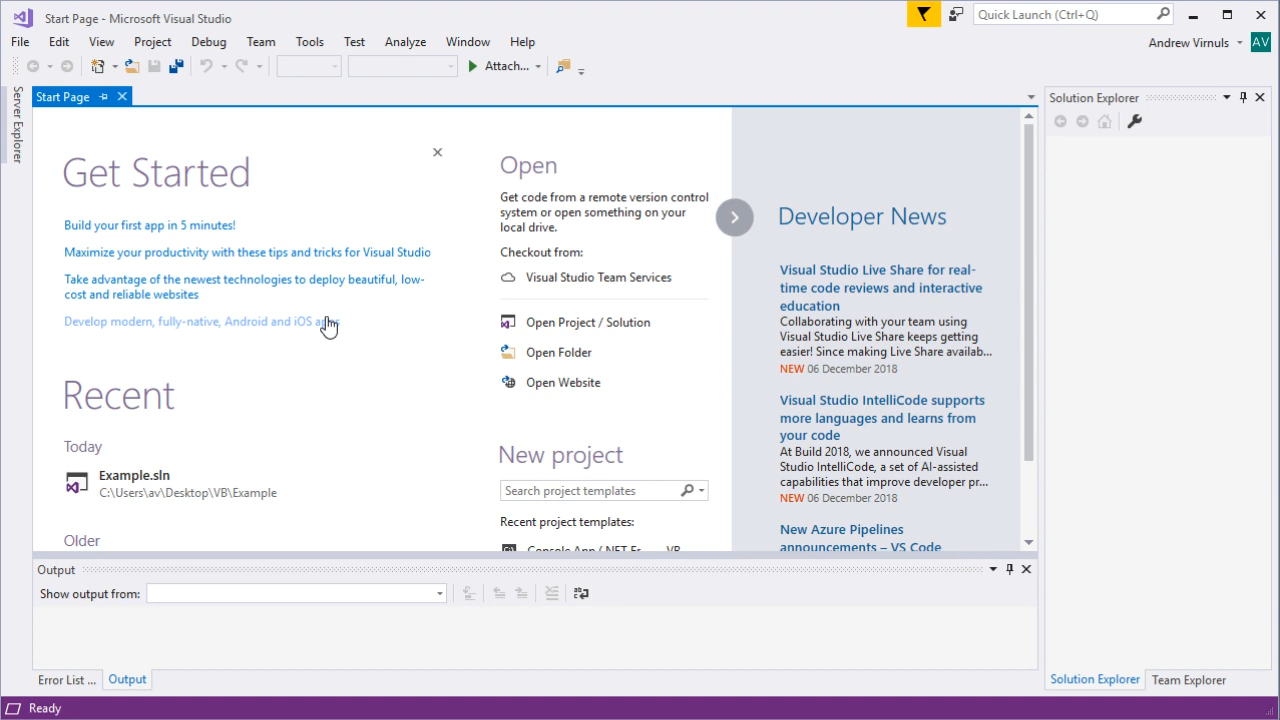 Start Page - Microsoft Visual Studio
Quick Launch (Ctrl+Q)
File Edit View Project Debug Team Tools Test Analyze Window Help
Andrew Virnuls AV
Attach...
Server Explorer
Start Page
Get Started
Build your first app in 5 minutes!
Maximize your productivity with these tips and tricks for Visual Studio
Take advantage of the newest technologies to deploy beautiful, low-
cost and reliable websites
Develop modern, fully-native, Android and iOS
Recent
Today
Example.sln
C:\Users\av\Desktop\VB\Example
Older
Open
Get code from a remote version control
system or open something on your
local drive.
Checkout from:
Visual Studio Team Services
Open Project / Solution
Open Folder
Open Website
New project
Search project templates
Recent project templates:
Console App (.NET Fr... VB
Developer News
Visual Studio Live Share for real-
time code reviews and interactive
education
Collaborating with your team using
Visual Studio Live Share keeps getting
easier! Since making Live Share availab...
NEW 06 December 2018
Visual Studio IntelliCode supports
more languages and learns from
your code
At Build 2018, we announced Visual
Studio IntelliCode, a set of AI-assisted
capabilities that improve developer pr...
NEW 06 December 2018
New Azure Pipelines
announcements – VS Code
Solution Explorer
Output
Show output from:
Error List ... Output
Solution Explorer Team Explorer
Ready